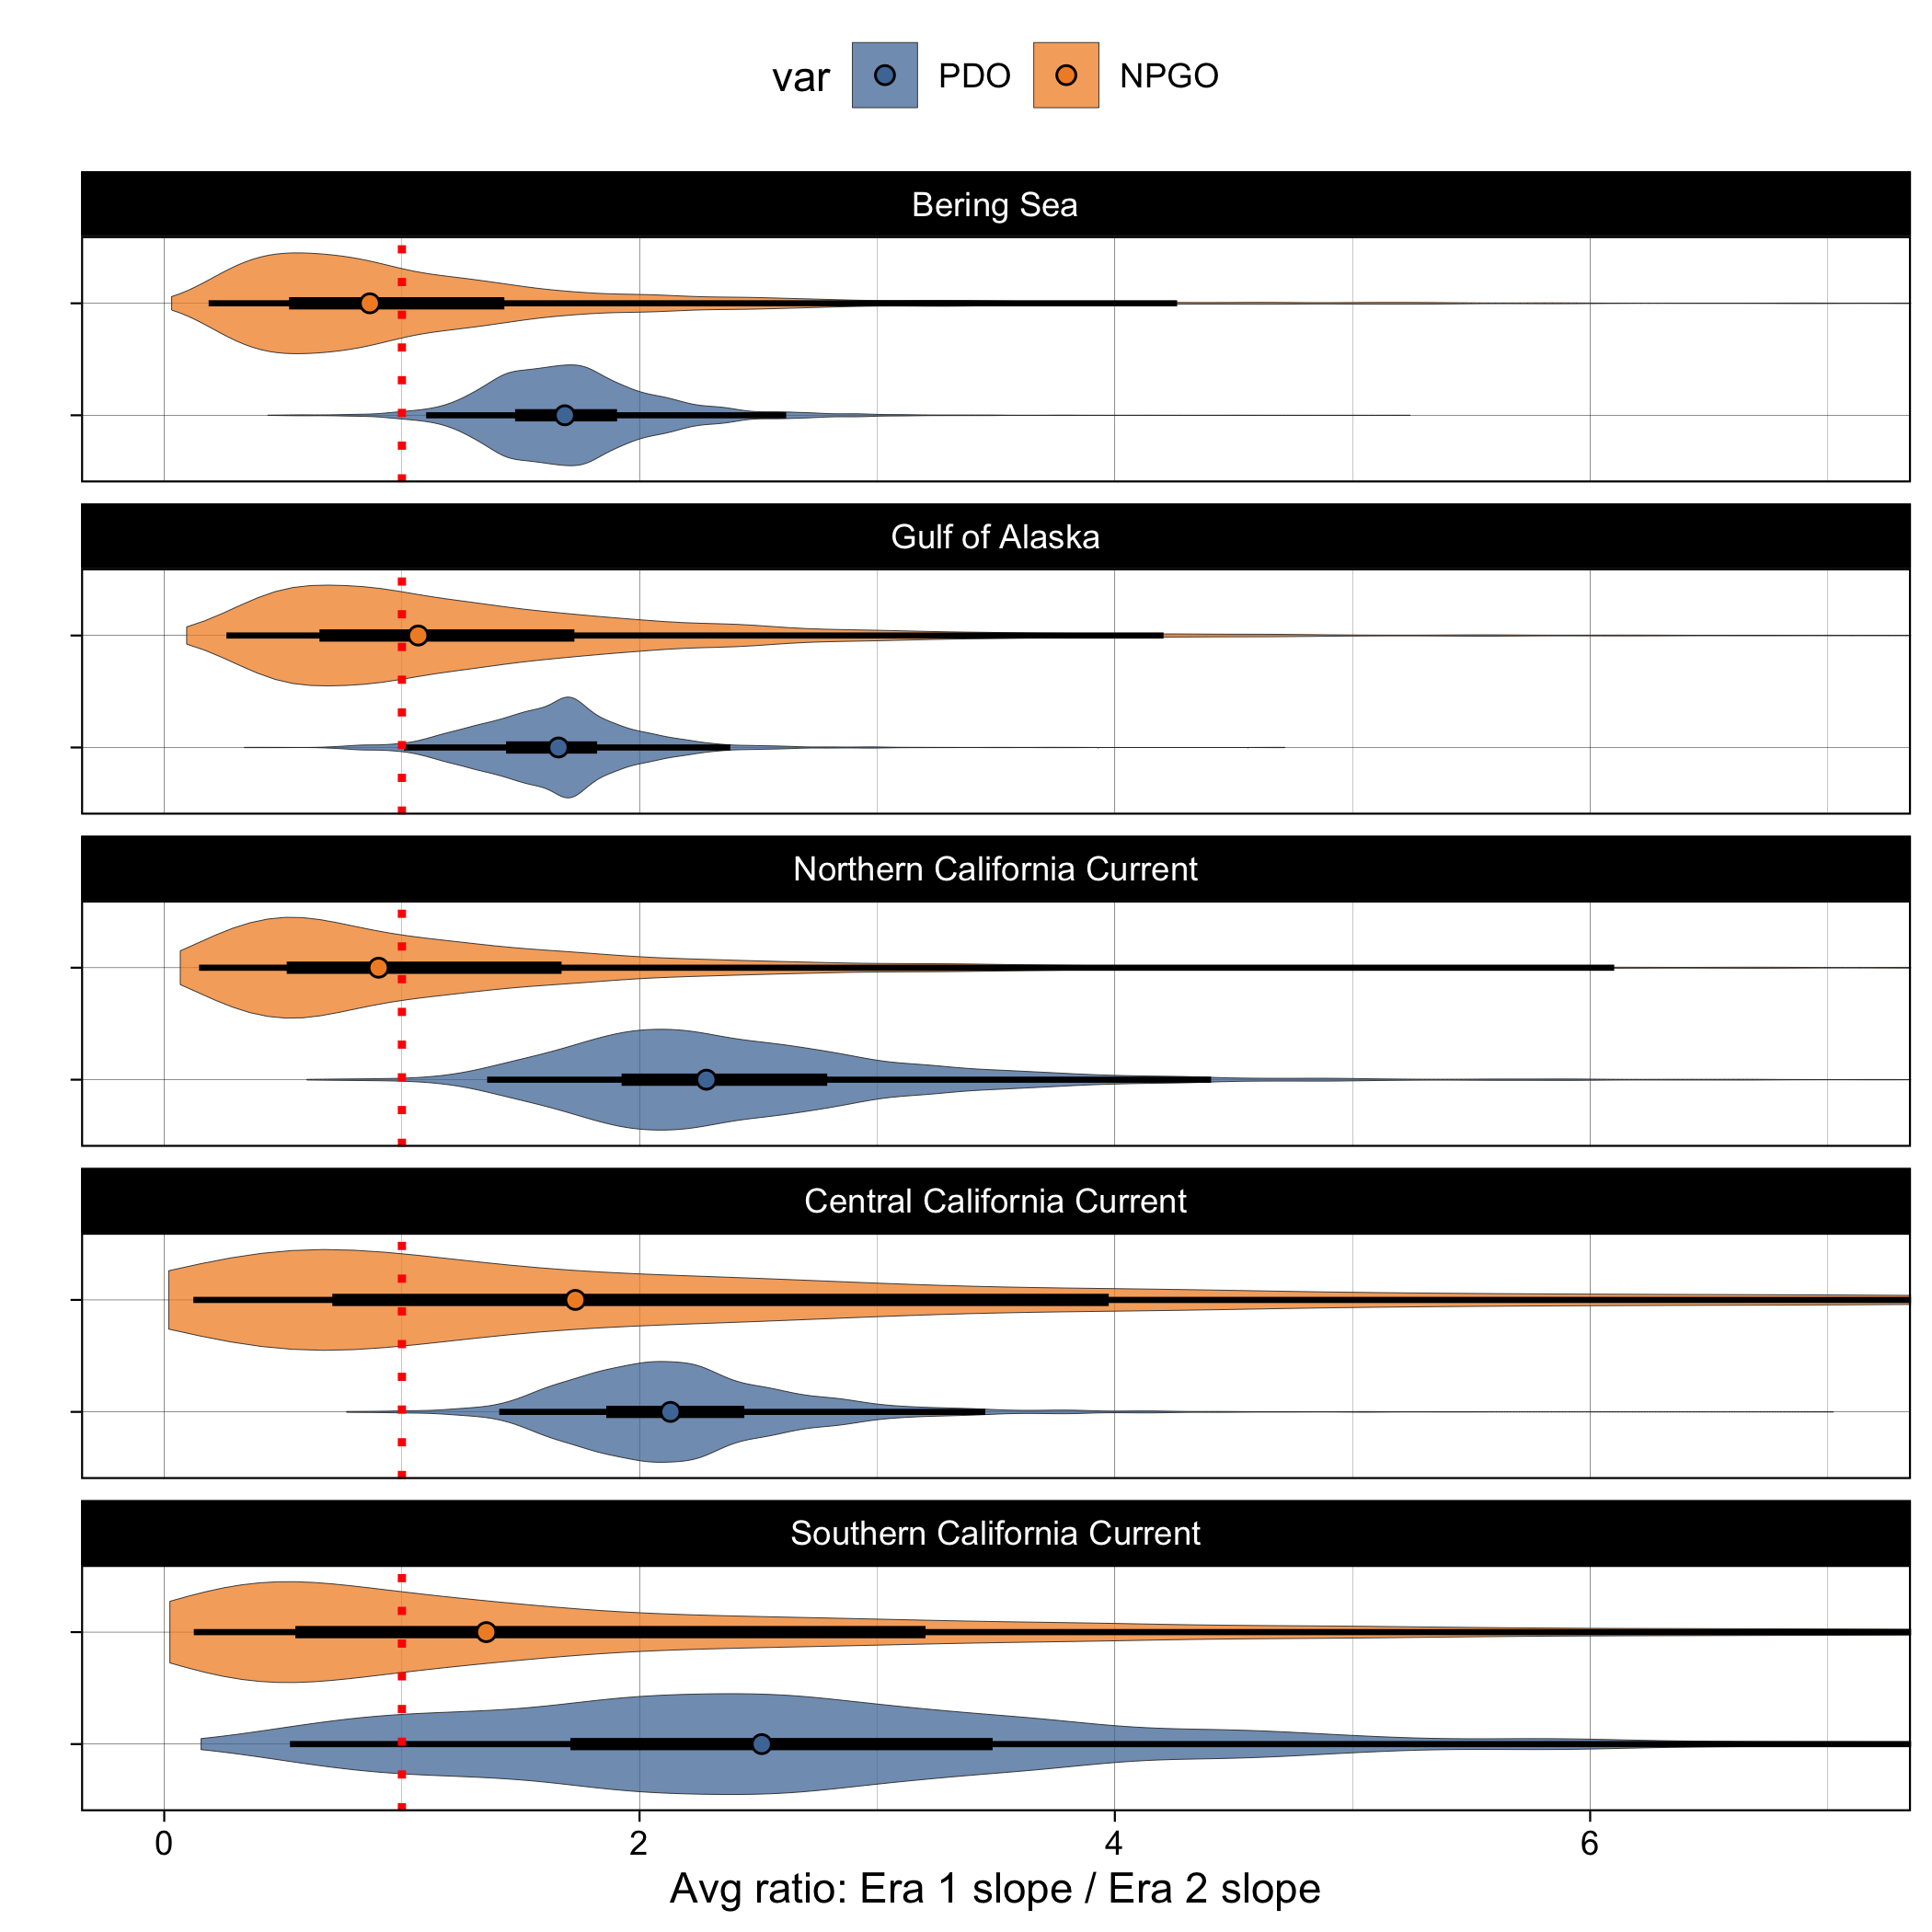 var PDO NPGO
Bering Sea
Gulf of Alaska
Northern California Current
Central California Current
Southern California Current
0 2 4 6
Avg ratio: Era 1 slope / Era 2 slope